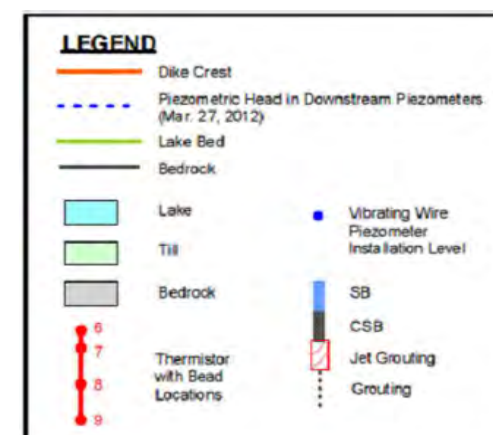 LEGEND
Dike Crest
Piezometric Head in Downstream Piezometers
(Mar. 27, 2012)
Lake Bed
Bedrock
Lake
Till
Bedrock
6
7
8
9
Thermistor
with Bead
Locations
Vibrating Wire
Piezometer
Installation Level
SB
CSB
Jet Grouting
Grouting